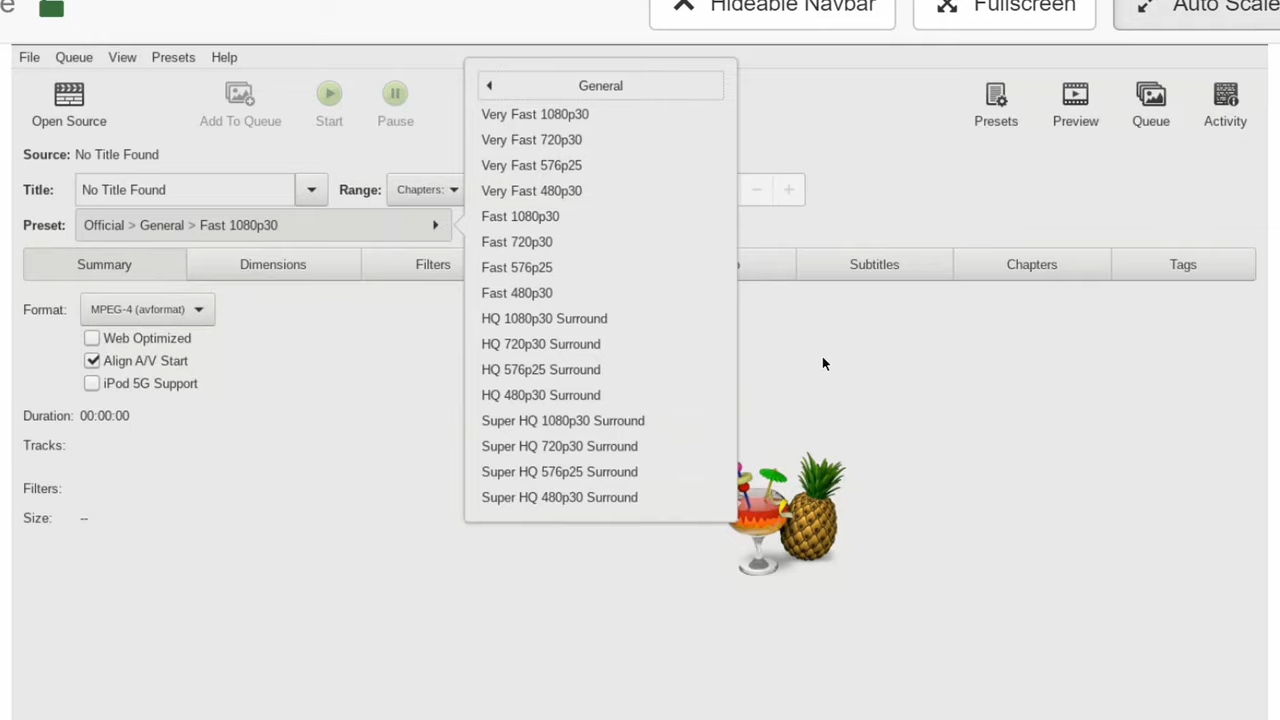 e
Hideable Navbar
Fullscreen
Auto Scale
File Queue View Presets Help
General
Open Source
Add To Queue
Start
Pause
Presets
Preview
Queue
Activity
Very Fast 1080p30
Very Fast 720p30
Source: No Title Found
Very Fast 576p25
Title: No Title Found
Range: Chapters:
Very Fast 480p30
Fast 1080p30
Preset: Official > General > Fast 1080p30
Fast 720p30
Summary
Dimensions
Filters
Subtitles
Chapters
Tags
Fast 576p25
Fast 480p30
Format: MPEG-4 (avformat)
HQ 1080p30 Surround
Web Optimized
HQ 720p30 Surround
Align A/V Start
HQ 576p25 Surround
iPod 5G Support
HQ 480p30 Surround
Duration: 00:00:00
Super HQ 1080p30 Surround
Tracks:
Super HQ 720p30 Surround
Super HQ 576p25 Surround
Filters:
Super HQ 480p30 Surround
Size: --